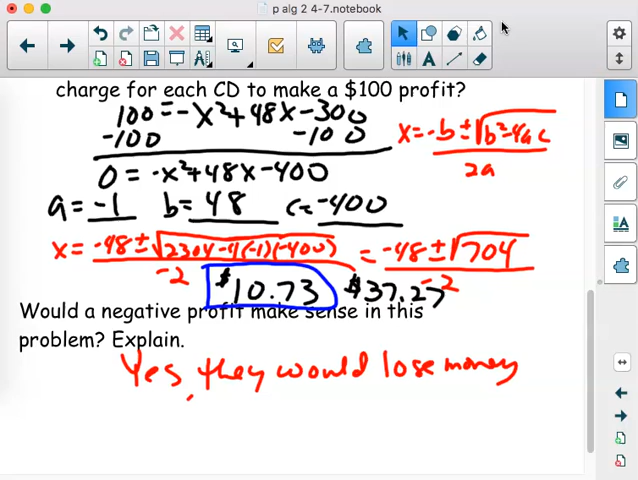 p alg 2 4-7.notebook
charge for each CD to make a $100 profit?
100 = -x² + 48x - 300
-100 -100
x = -b ± √b²-4ac
2a
0 = -x² + 48x - 400
a = -1 b = 48 c = -400
x = -48 ± √2304-4(-1)(-400) = -48 ± √704
-2 -2
$10.73 $37.27
Would a negative profit make sense in this
problem? Explain.
Yes, they would lose money